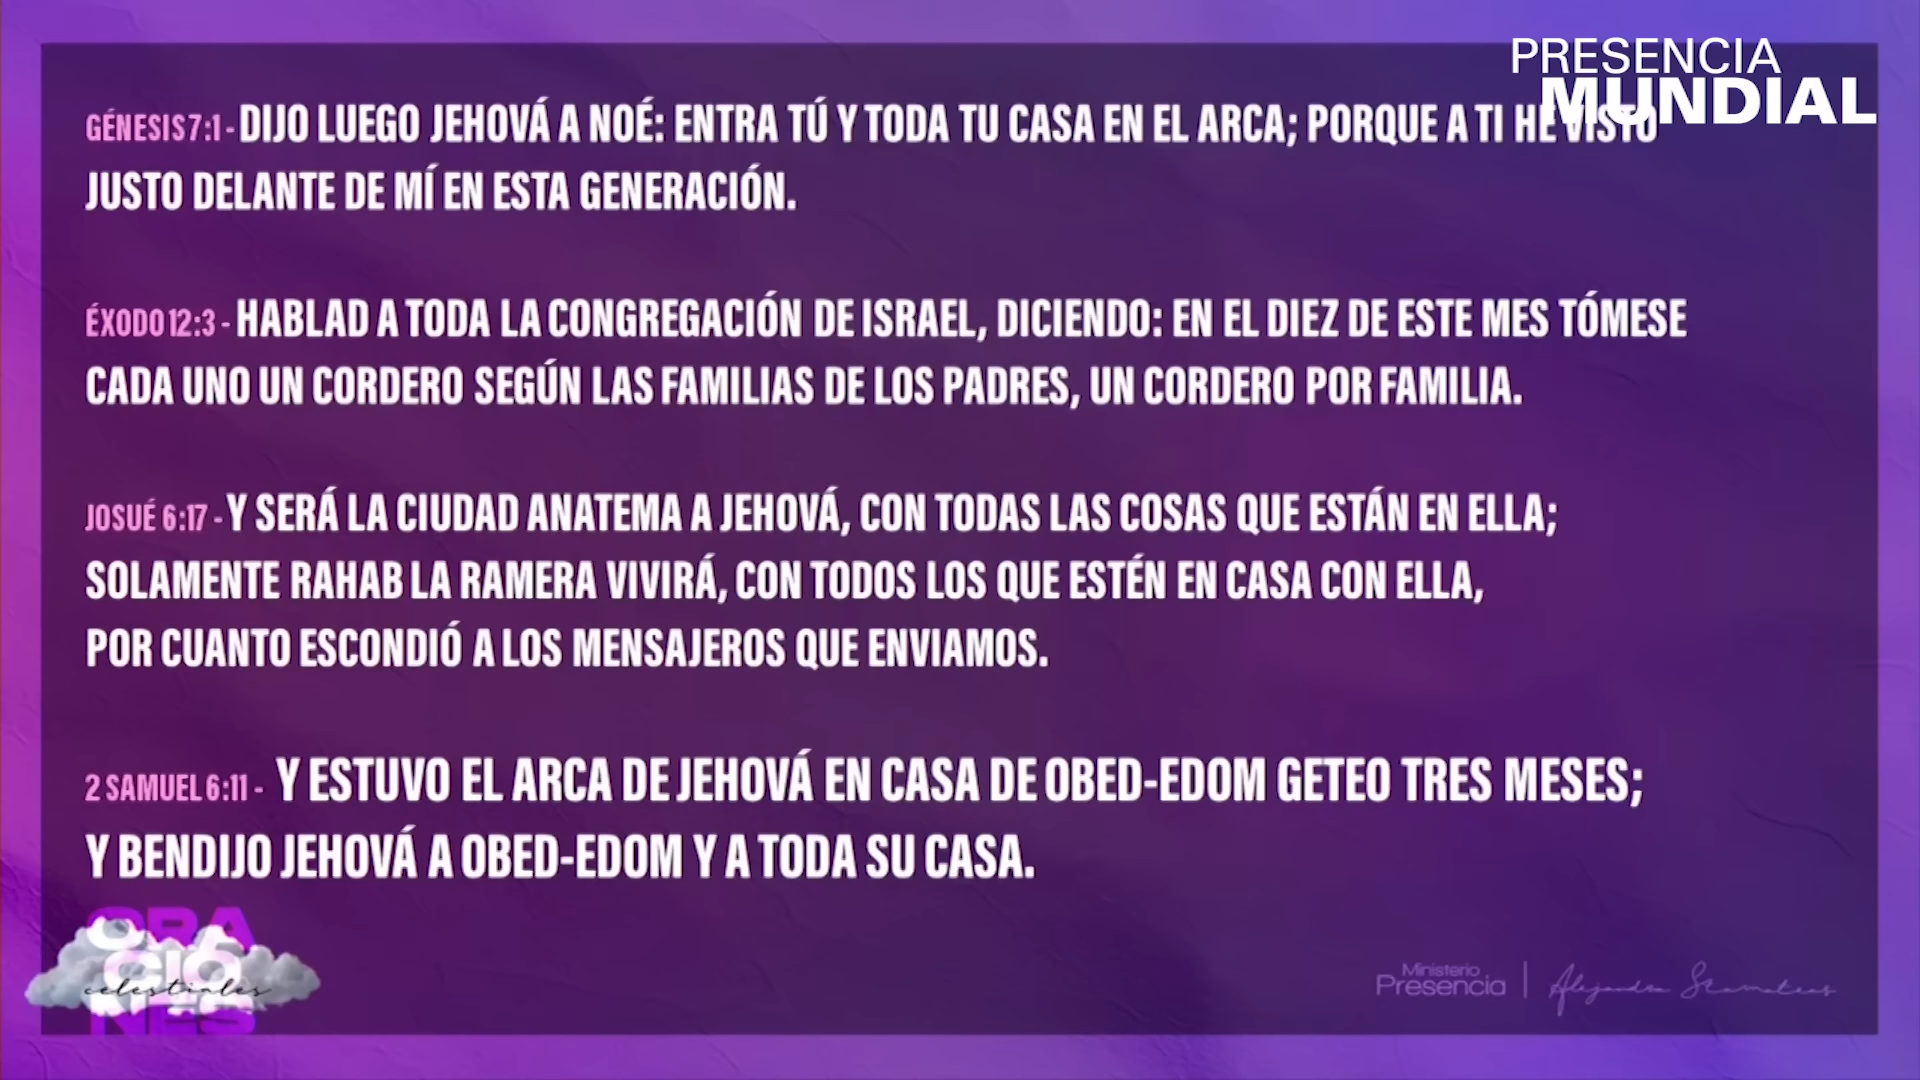 PRESENCIA
MUNDIAL
GÉNESIS 7:1 - DIJO LUEGO JEHOVÁ A NOÉ: ENTRA TÚ Y TODA TU CASA EN EL ARCA; PORQUE A TI HE VISTO
JUSTO DELANTE DE MÍ EN ESTA GENERACIÓN.
ÉXODO 12:3 - HABLAD A TODA LA CONGREGACIÓN DE ISRAEL, DICIENDO: EN EL DIEZ DE ESTE MES TÓMESE
CADA UNO UN CORDERO SEGÚN LAS FAMILIAS DE LOS PADRES, UN CORDERO POR FAMILIA.
JOSUÉ 6:17 - Y SERÁ LA CIUDAD ANATEMA A JEHOVÁ, CON TODAS LAS COSAS QUE ESTÁN EN ELLA;
SOLAMENTE RAHAB LA RAMERA VIVIRÁ, CON TODOS LOS QUE ESTÉN EN CASA CON ELLA,
POR CUANTO ESCONDIÓ A LOS MENSAJEROS QUE ENVIAMOS.
2 SAMUEL 6:11 - Y ESTUVO EL ARCA DE JEHOVÁ EN CASA DE OBED-EDOM GETEO TRES MESES;
Y BENDIJO JEHOVÁ A OBED-EDOM Y A TODA SU CASA.
ORA
CIO
celestiales
NES
Ministerio
Presencia | Alejandra Stamateas